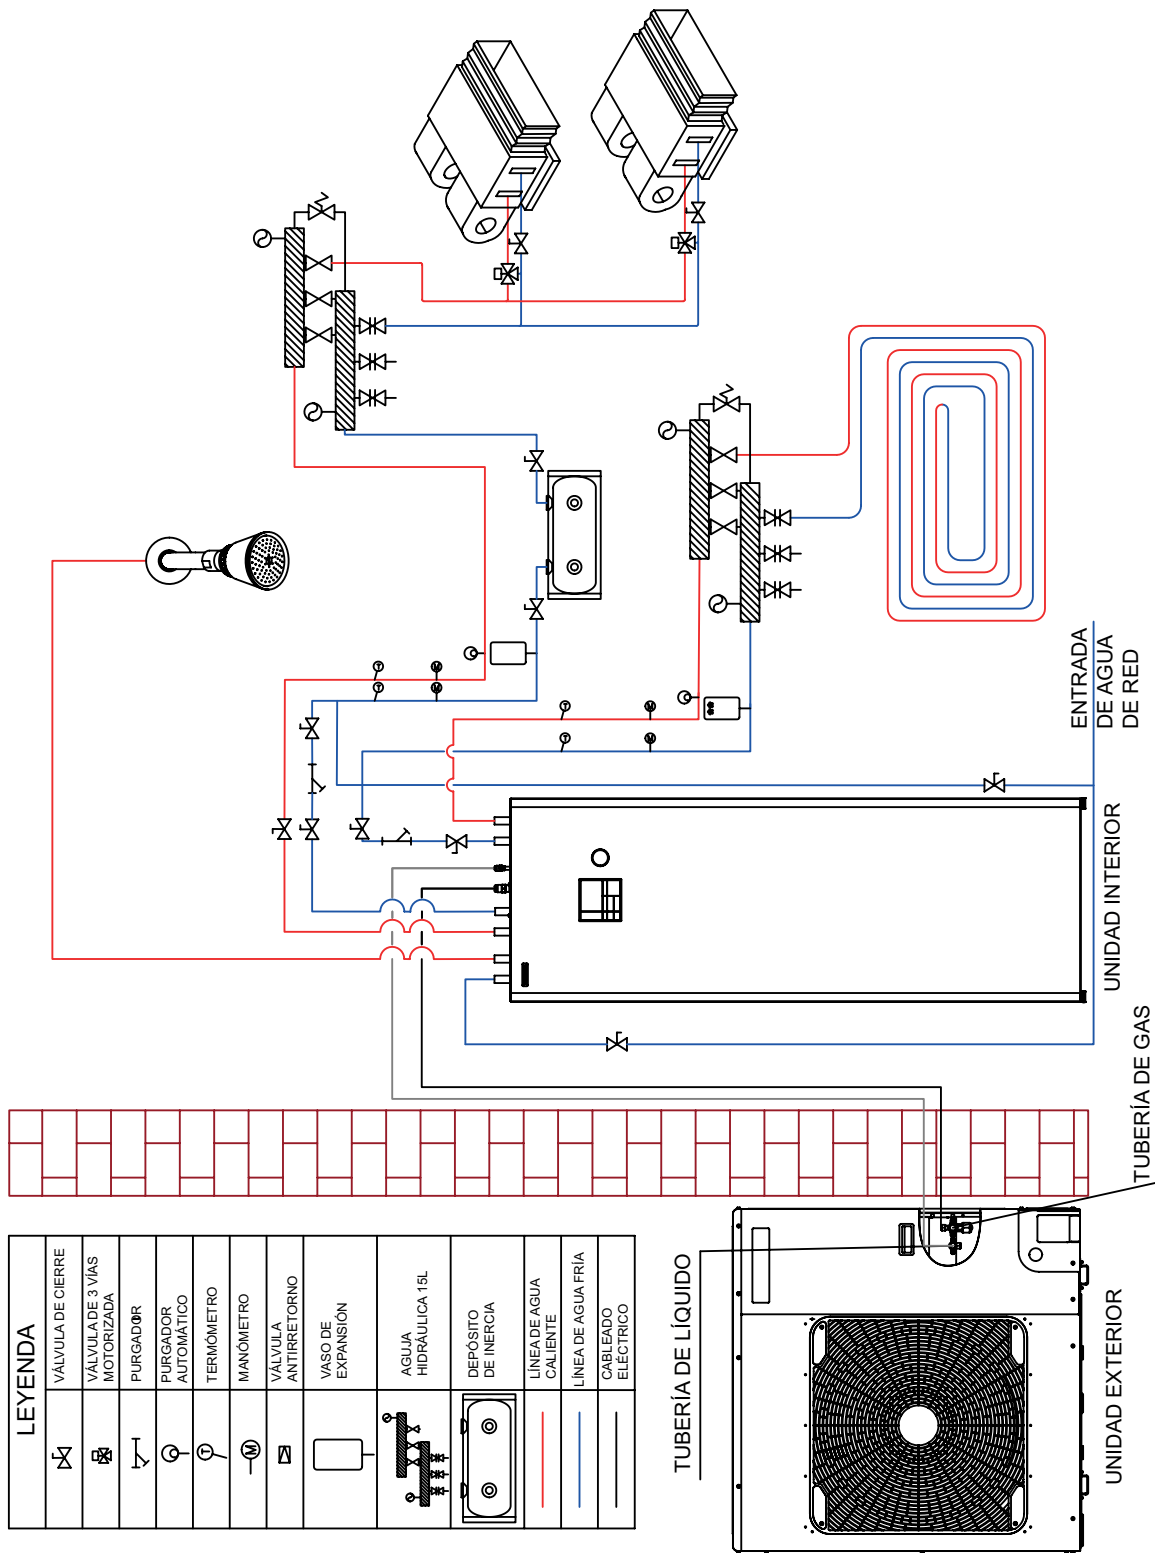 LEYENDA
VÁLVULA DE CIERRE
VÁLVULA DE 3 VÍAS
MOTORIZADA
PURGADOR
PURGADOR
AUTOMÁTICO
T
TERMÓMETRO
M
MANÓMETRO
VÁLVULA
ANTIRRETORNO
VASO DE
EXPANSIÓN
AGUJA
HIDRÁULICA 15L
DEPÓSITO
DE INERCIA
LÍNEA DE AGUA
CALIENTE
LÍNEA DE AGUA FRÍA
CABLEADO
ELÉCTRICO
TUBERÍA DE LÍQUIDO
UNIDAD EXTERIOR
TUBERÍA DE GAS
UNIDAD INTERIOR
ENTRADA
DE AGUA
DE RED
T
T
M
M
T
T
M
M